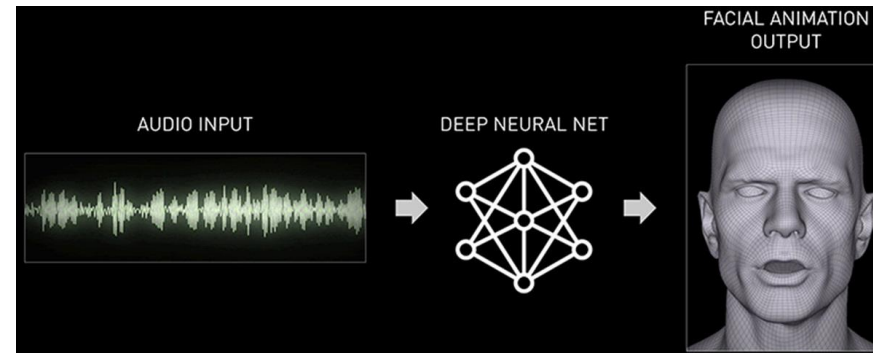 AUDIO INPUT
DEEP NEURAL NET
FACIAL ANIMATION
OUTPUT